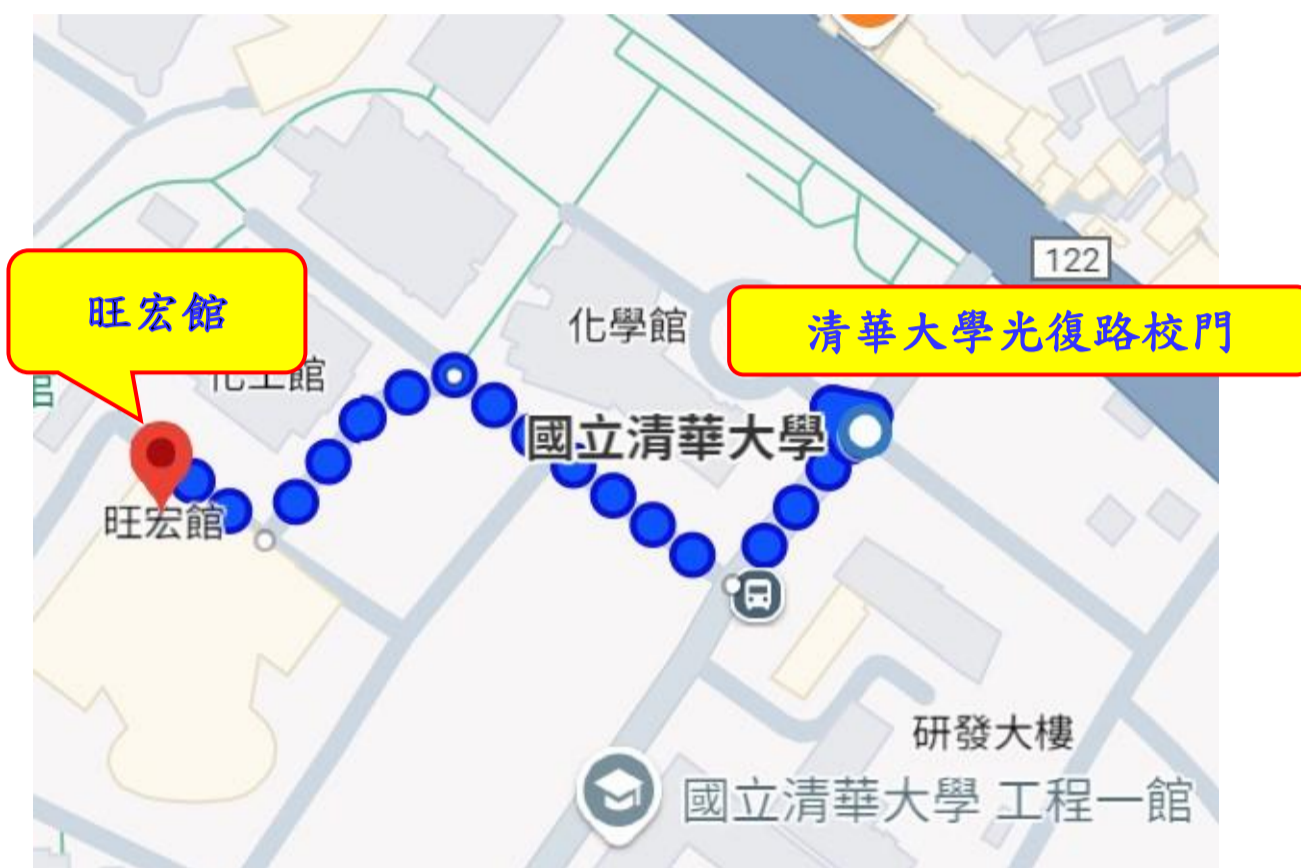 122
旺宏館
化學館
清華大學光復路校門
館
化工館
國立清華大學
旺宏館
研發大樓
國立清華大學 工程一館